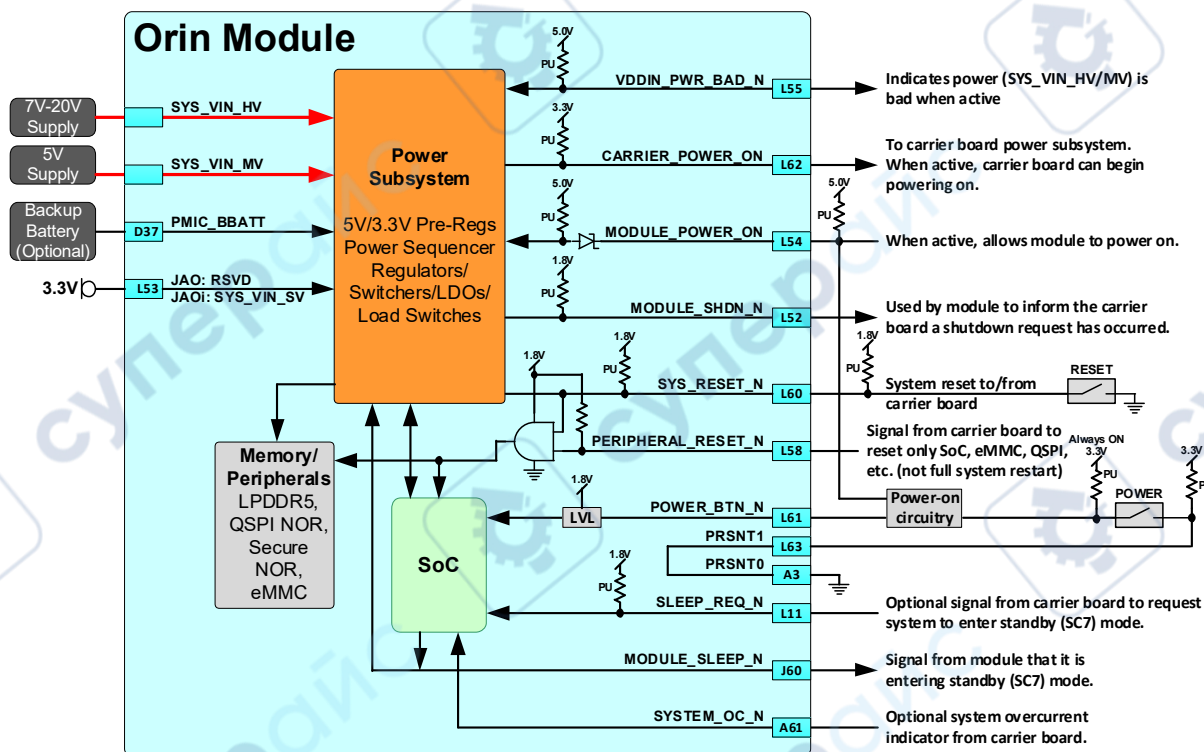 Orin Module
7V-20V
Supply
SYS_VIN_HV
5V
Supply
SYS_VIN_MV
Backup
Battery
(Optional)
D37
PMIC_BBATT
3.3V
L53
JAO: RSVD
JAOi: SYS_VIN_SV
Power
Subsystem
5V/3.3V Pre-Regs
Power Sequencer
Regulators/
Switchers/LDOs/
Load Switches
5.0V
PU
VDDIN_PWR_BAD_N
L55
Indicates power (SYS_VIN_HV/MV) is
bad when active
3.3V
PU
CARRIER_POWER_ON
L62
To carrier board power subsystem.
When active, carrier board can begin
powering on.
5.0V
PU
5.0V
PU
MODULE_POWER_ON
L54
When active, allows module to power on.
1.8V
PU
MODULE_SHDN_N
L52
Used by module to inform the carrier
board a shutdown request has occurred.
1.8V
PU
1.8V
PU
SYS_RESET_N
L60
System reset to/from
carrier board
RESET
1.8V
PERIPHERAL_RESET_N
L58
Signal from carrier board to
reset only SoC, eMMC, QSPI,
etc. (not full system restart)
Always ON
3.3V
PU
3.3V
P
Memory/
Peripherals
LPDDR5,
QSPI NOR,
Secure
NOR,
eMMC
SoC
1.8V
LVL
POWER_BTN_N
L61
Power-on
circuitry
POWER
PRSNT1
L63
PRSNT0
A3
1.8V
PU
SLEEP_REQ_N
L11
Optional signal from carrier board to request
system to enter standby (SC7) mode.
MODULE_SLEEP_N
J60
Signal from module that it is
entering standby (SC7) mode.
SYSTEM_OC_N
A61
Optional system overcurrent
indicator from carrier board.
суперайс